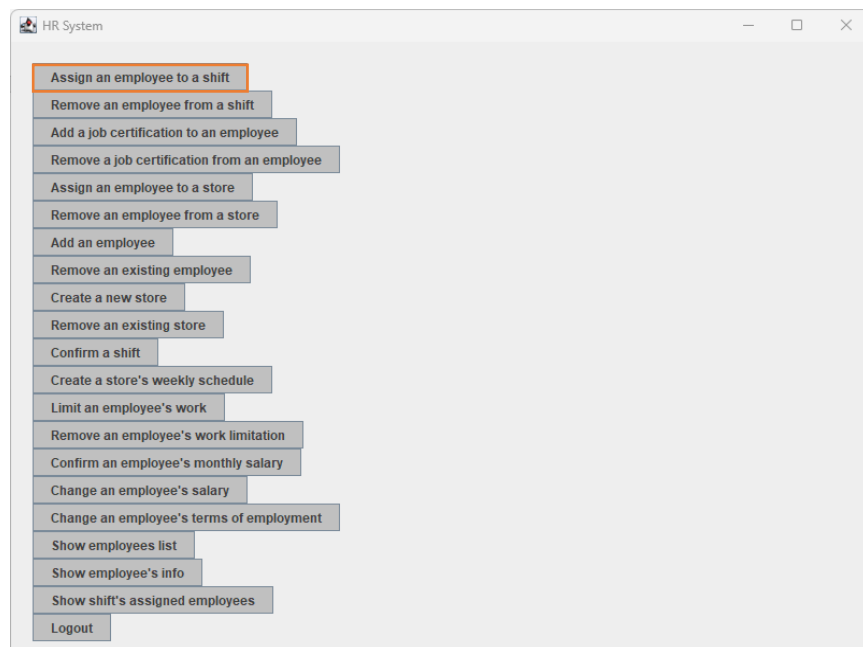 HR System
Assign an employee to a shift
Remove an employee from a shift
Add a job certification to an employee
Remove a job certification from an employee
Assign an employee to a store
Remove an employee from a store
Add an employee
Remove an existing employee
Create a new store
Remove an existing store
Confirm a shift
Create a store's weekly schedule
Limit an employee's work
Remove an employee's work limitation
Confirm an employee's monthly salary
Change an employee's salary
Change an employee's terms of employment
Show employees list
Show employee's info
Show shift's assigned employees
Logout